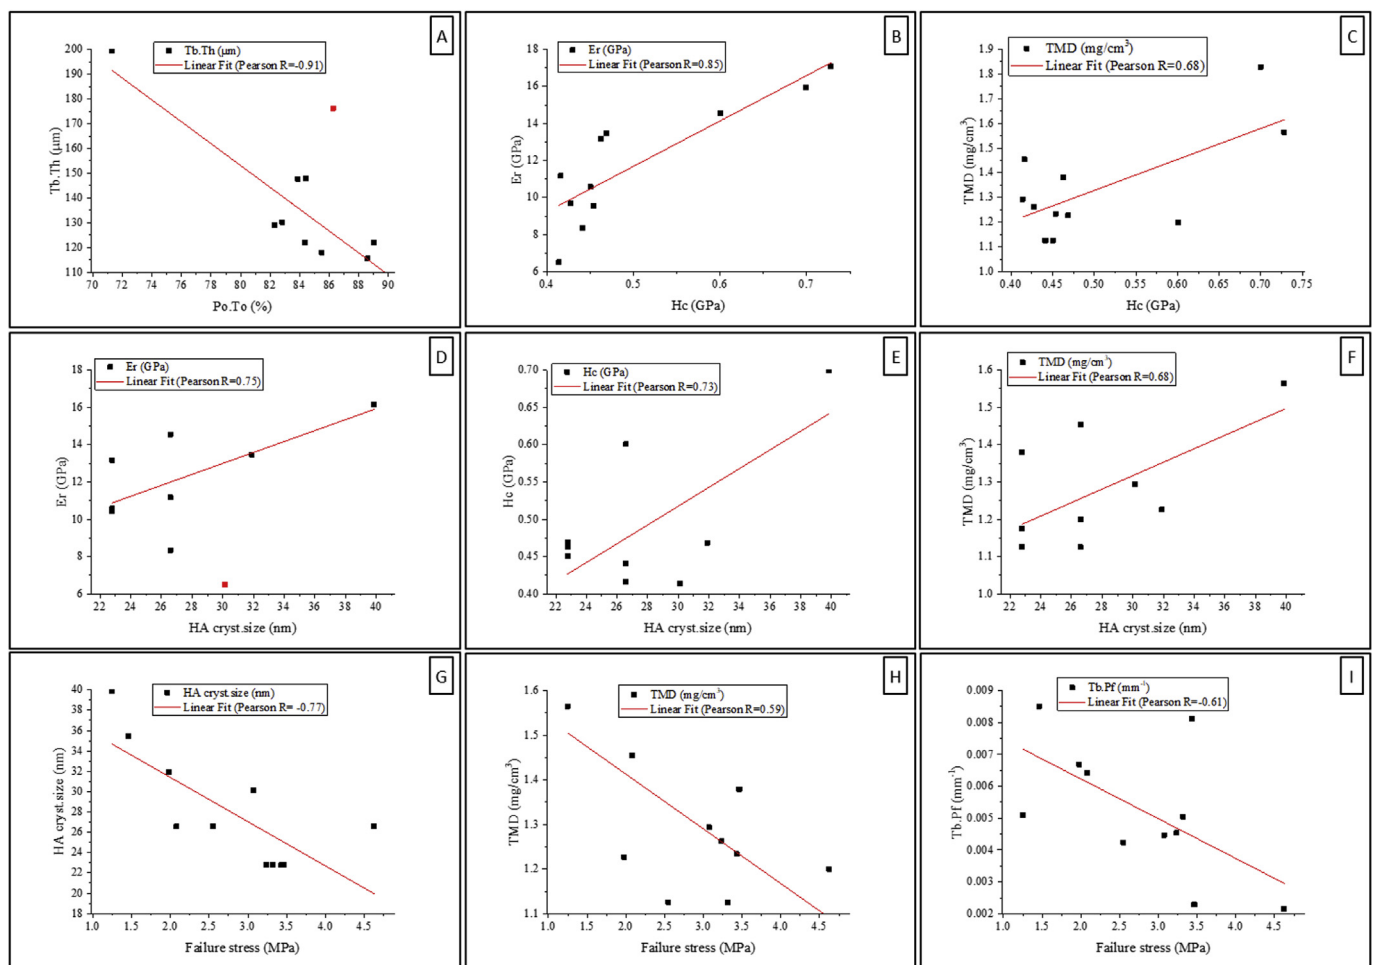 A
Tb.Th (μm)
Linear Fit (Pearson R=-0.91)
Tb.Th (μm)
200
190
180
170
160
150
140
130
120
110
70 72 74 76 78 80 82 84 86 88 90
Po.To (%)
B
Er (GPa)
Linear Fit (Pearson R=0.85)
Er (GPa)
18
16
14
12
10
8
6
0.4 0.5 0.6 0.7
Hc (GPa)
C
TMD (mg/cm³)
Linear Fit (Pearson R=0.68)
TMD (mg/cm³)
1.9
1.8
1.7
1.6
1.5
1.4
1.3
1.2
1.1
1.0
0.40 0.45 0.50 0.55 0.60 0.65 0.70 0.75
Hc (GPa)
D
Er (GPa)
Linear Fit (Pearson R=0.75)
Er (GPa)
18
16
14
12
10
8
6
22 24 26 28 30 32 34 36 38 40
HA cryst.size (nm)
E
Hc (GPa)
Linear Fit (Pearson R=0.73)
Hc (GPa)
0.70
0.65
0.60
0.55
0.50
0.45
0.40
22 24 26 28 30 32 34 36 38 40
HA cryst.size (nm)
F
TMD (mg/cm³)
Linear Fit (Pearson R=0.68)
TMD (mg/cm³)
1.6
1.5
1.4
1.3
1.2
1.1
1.0
22 24 26 28 30 32 34 36 38 40
HA cryst.size (nm)
G
HA cryst.size (nm)
Linear Fit (Pearson R= -0.77)
HA cryst.size (nm)
40
38
36
34
32
30
28
26
24
22
20
18
1.0 1.5 2.0 2.5 3.0 3.5 4.0 4.5
Failure stress (MPa)
H
TMD (mg/cm³)
Linear Fit (Pearson R=0.59)
TMD (mg/cm³)
1.6
1.5
1.4
1.3
1.2
1.1
1.0 1.5 2.0 2.5 3.0 3.5 4.0 4.5
Failure stress (MPa)
I
Tb.Pf (mm⁻¹)
Linear Fit (Pearson R=-0.61)
Tb.Pf (mm⁻¹)
0.009
0.008
0.007
0.006
0.005
0.004
0.003
0.002
1.0 1.5 2.0 2.5 3.0 3.5 4.0 4.5
Failure stress (MPa)